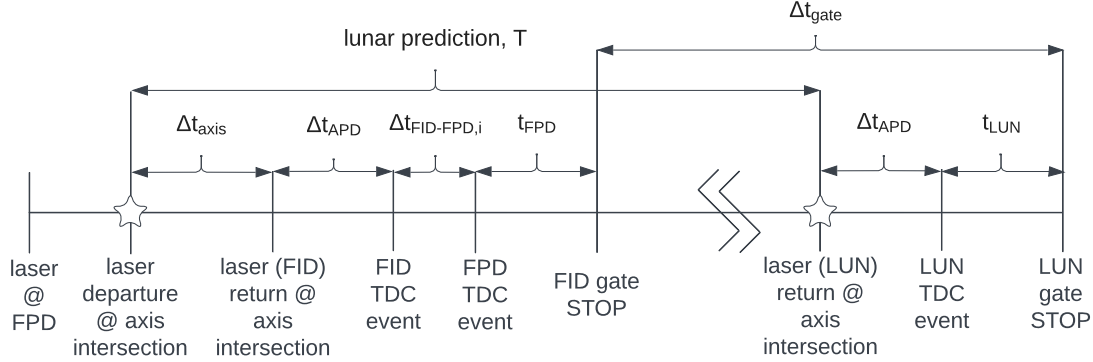 Δt_gate
lunar prediction, T
Δt_axis
Δt_APD
Δt_FID-FPD,i
t_FPD
Δt_APD
t_LUN
laser
@
FPD
laser
departure
@ axis
intersection
laser (FID)
return @
axis
intersection
FID
TDC
event
FPD
TDC
event
FID gate
STOP
laser (LUN)
return @
axis
intersection
LUN
TDC
event
LUN
gate
STOP